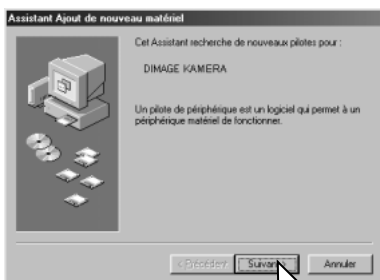 Assistant Ajout de nouveau matériel
Cet Assistant recherche de nouveaux pilotes pour :
DIMAGE KAMERA
Un pilote de périphérique est un logiciel qui permet à un
périphérique matériel de fonctionner.
< Précédent Suivant > Annuler